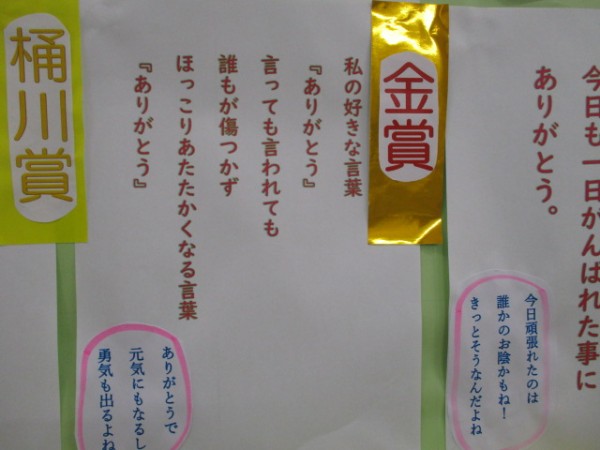 今日も一日がんばれた事に
ありがとう。
今日頑張れたのは
誰かのお陰かもね!
きっとそうなんだよね
金賞
私の好きな言葉
『ありがとう』
言っても言われても
誰もが傷つかず
ほっこりあたたかくなる言葉
『ありがとう』
ありがとうで
元気にもなるし
勇気も出るよね
桶川賞